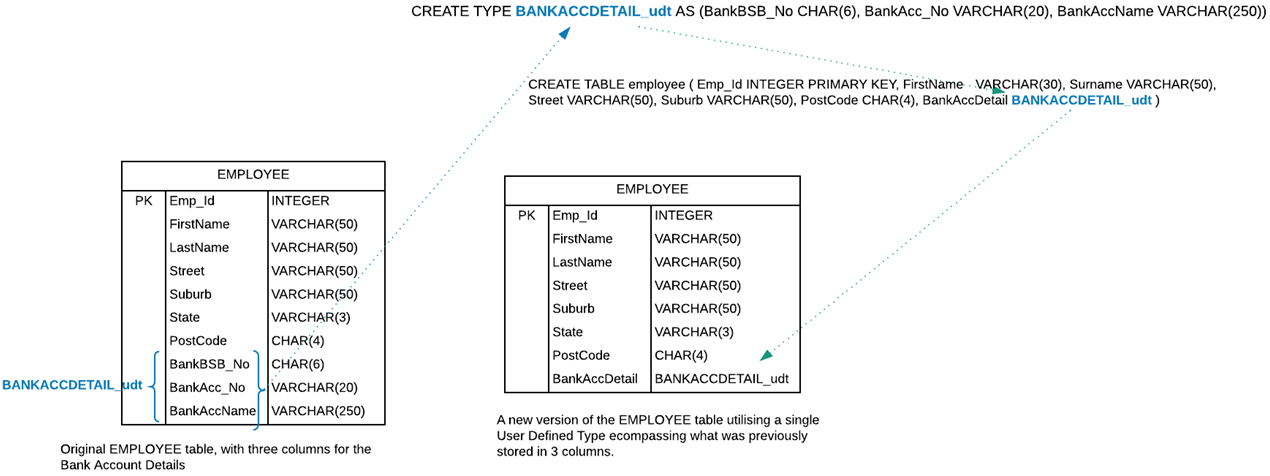 CREATE TYPE BANKACCDETAIL_udt AS (BankBSB_No CHAR(6), BankAcc_No VARCHAR(20), BankAccName VARCHAR(250))
CREATE TABLE employee ( Emp_Id INTEGER PRIMARY KEY, FirstName VARCHAR(30), Surname VARCHAR(50),
Street VARCHAR(50), Suburb VARCHAR(50), PostCode CHAR(4), BankAccDetail BANKACCDETAIL_udt )
EMPLOYEE
PK Emp_Id INTEGER
FirstName VARCHAR(50)
LastName VARCHAR(50)
Street VARCHAR(50)
Suburb VARCHAR(50)
State VARCHAR(3)
PostCode CHAR(4)
BankBSB_No CHAR(6)
BANKACCDETAIL_udt BankAcc_No VARCHAR(20)
BankAccName VARCHAR(250)
Original EMPLOYEE table, with three columns for the
Bank Account Details
EMPLOYEE
PK Emp_Id INTEGER
FirstName VARCHAR(50)
LastName VARCHAR(50)
Street VARCHAR(50)
Suburb VARCHAR(50)
State VARCHAR(3)
PostCode CHAR(4)
BankAccDetail BANKACCDETAIL_udt
A new version of the EMPLOYEE table utilising a single
User Defined Type ecompassing what was previously
stored in 3 columns.